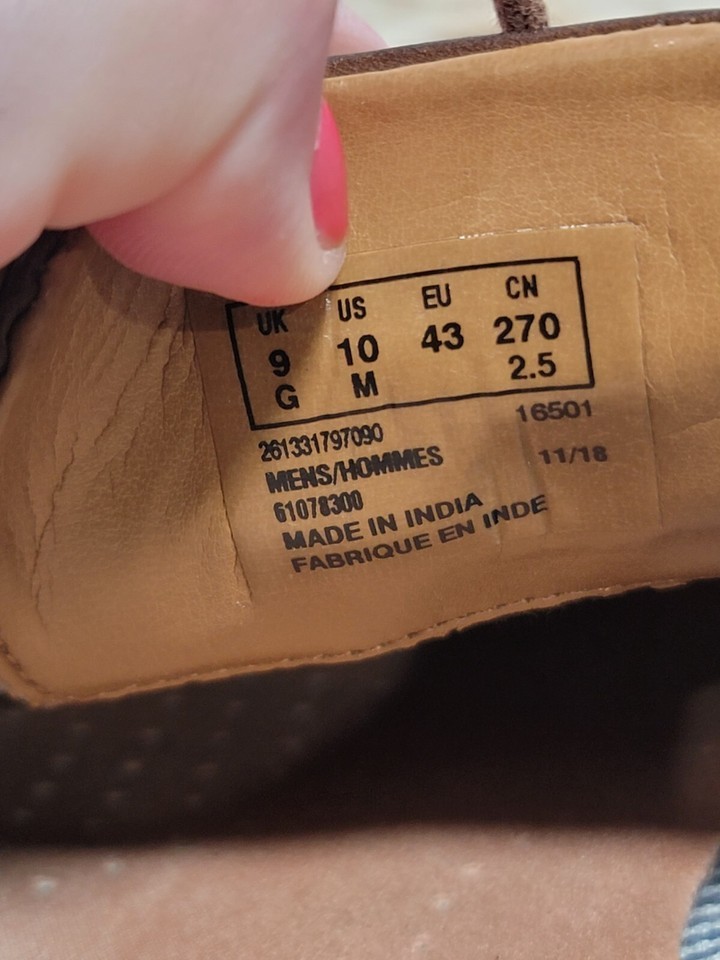 UK US EU CN
9 10 43 270
G M 2.5
261331797090 16501
MENS/HOMMES 11/18
61078300
MADE IN INDIA
FABRIQUE EN INDE